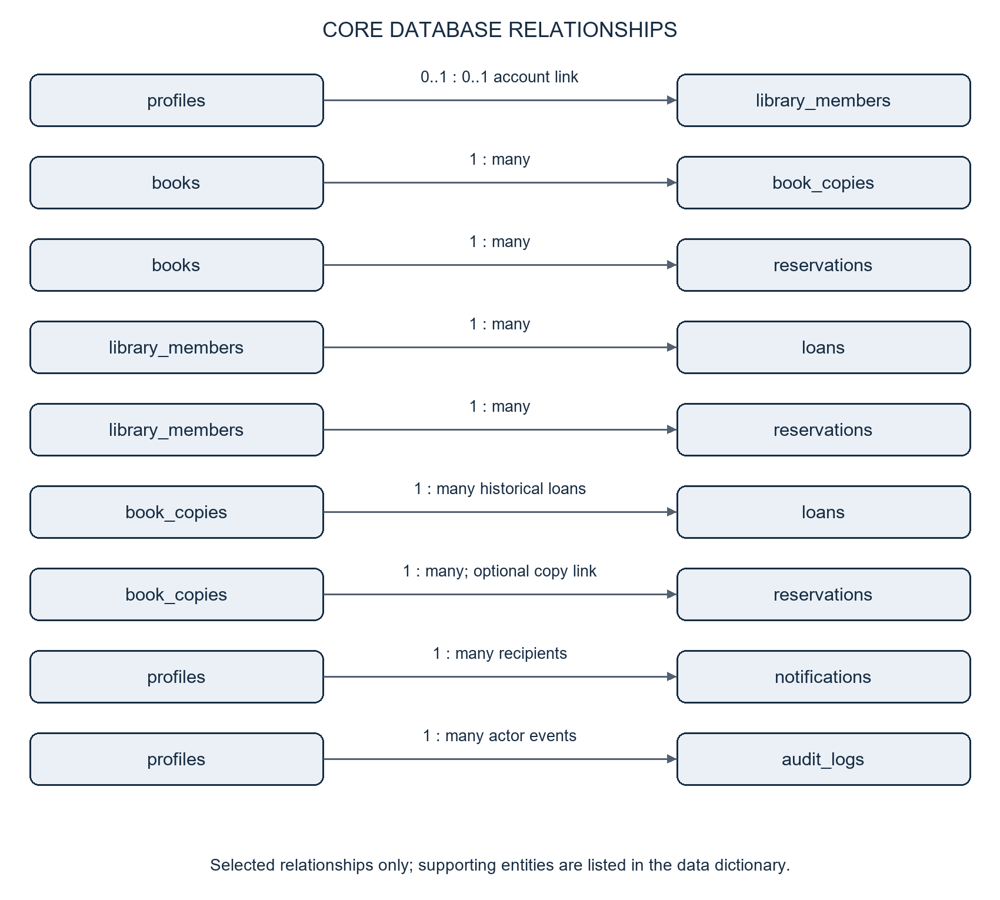 CORE DATABASE RELATIONSHIPS
profiles
0..1 : 0..1 account link
library_members
books
1 : many
book_copies
books
1 : many
reservations
library_members
1 : many
loans
library_members
1 : many
reservations
book_copies
1 : many historical loans
loans
book_copies
1 : many; optional copy link
reservations
profiles
1 : many recipients
notifications
profiles
1 : many actor events
audit_logs
Selected relationships only; supporting entities are listed in the data dictionary.